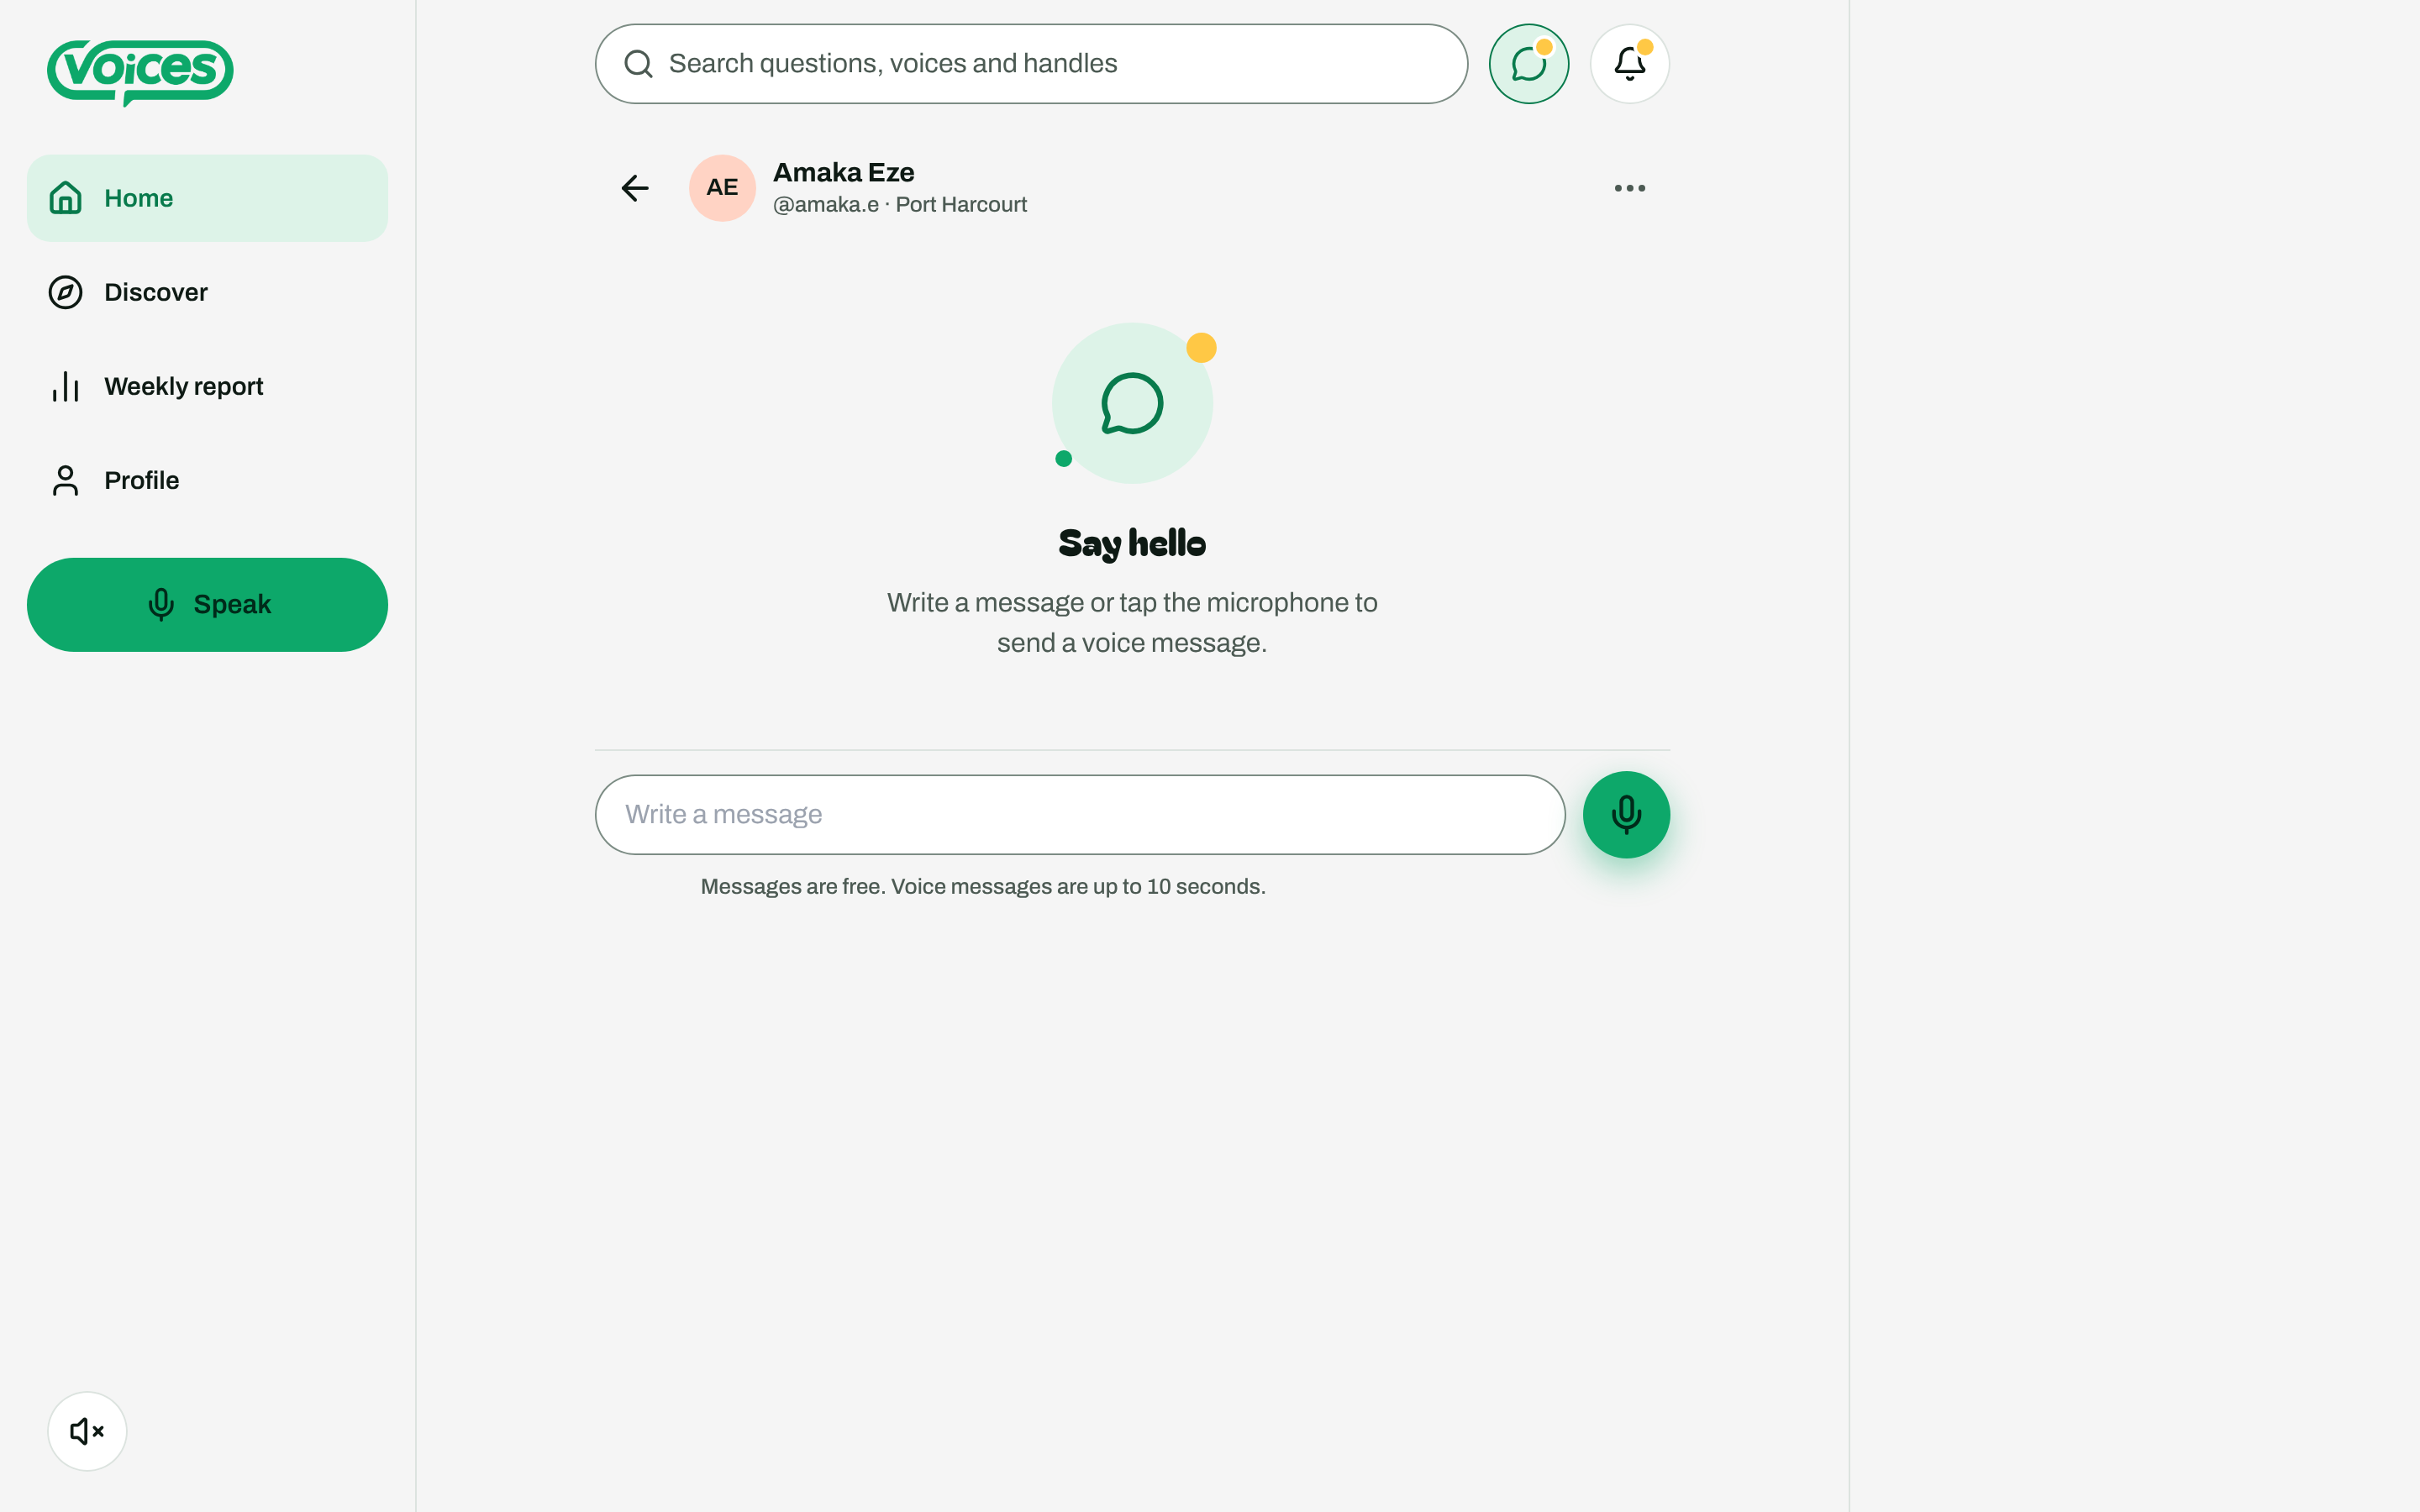 voices
Search questions, voices and handles
Home
Discover
Weekly report
Profile
Speak
AE
Amaka Eze
@amaka.e · Port Harcourt
Say hello
Write a message or tap the microphone to
send a voice message.
Write a message
Messages are free. Voice messages are up to 10 seconds.